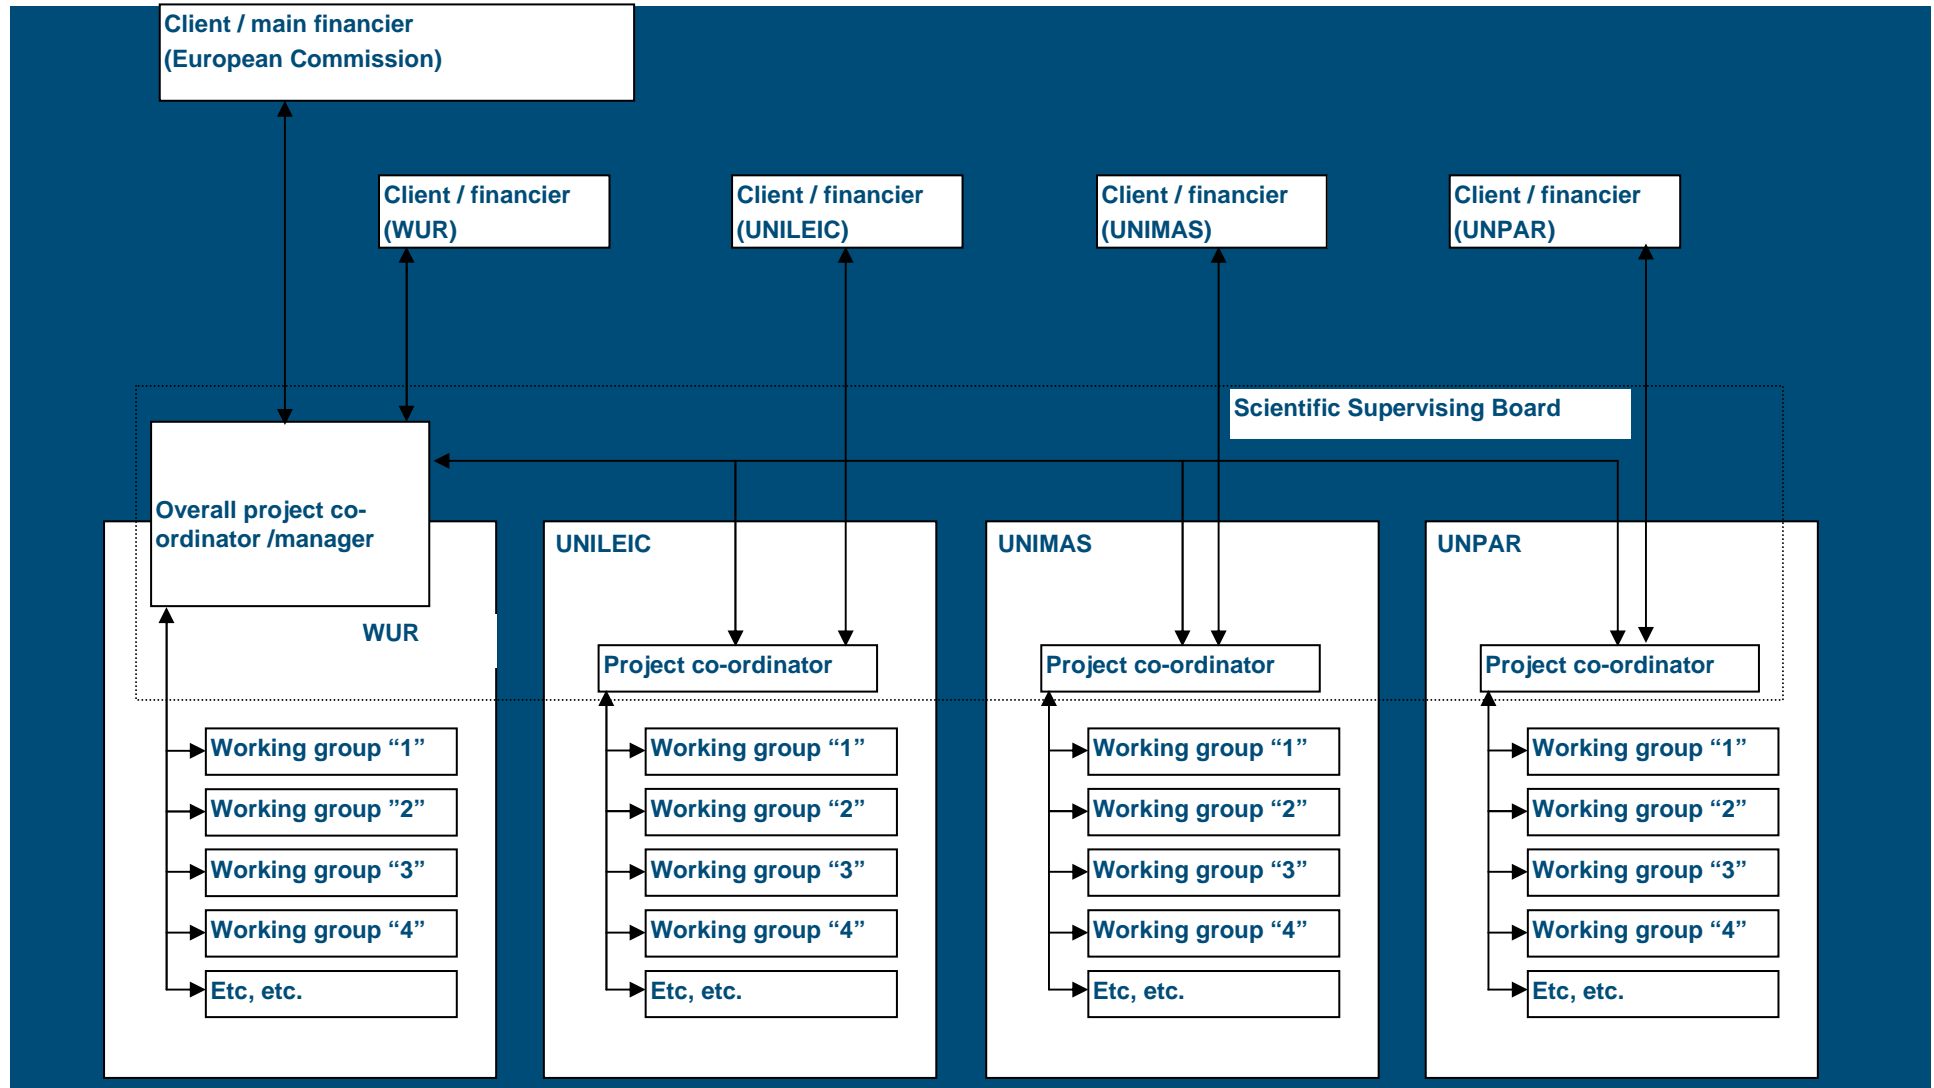 Client / main financier
(European Commission)
Client / financier
(WUR)
Client / financier
(UNILEIC)
Client / financier
(UNIMAS)
Client / financier
(UNPAR)
Scientific Supervising Board
Overall project co-
ordinator /manager
WUR
Working group “1”
Working group ”2”
Working group “3”
Working group “4”
Etc, etc.
UNILEIC
Project co-ordinator
Working group “1”
Working group “2”
Working group “3”
Working group “4”
Etc, etc.
UNIMAS
Project co-ordinator
Working group “1”
Working group “2”
Working group “3”
Working group “4”
Etc, etc.
UNPAR
Project co-ordinator
Working group “1”
Working group “2”
Working group “3”
Working group “4”
Etc, etc.